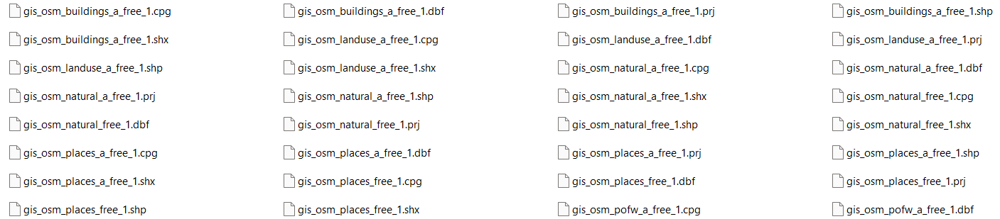 gis_osm_buildings_a_free_1.cpg gis_osm_buildings_a_free_1.dbf gis_osm_buildings_a_free_1.prj gis_osm_buildings_a_free_1.shp
gis_osm_buildings_a_free_1.shx gis_osm_landuse_a_free_1.cpg gis_osm_landuse_a_free_1.dbf gis_osm_landuse_a_free_1.prj
gis_osm_landuse_a_free_1.shp gis_osm_landuse_a_free_1.shx gis_osm_natural_a_free_1.cpg gis_osm_natural_a_free_1.dbf
gis_osm_natural_a_free_1.prj gis_osm_natural_a_free_1.shp gis_osm_natural_a_free_1.shx gis_osm_natural_free_1.cpg
gis_osm_natural_free_1.dbf gis_osm_natural_free_1.prj gis_osm_natural_free_1.shp gis_osm_natural_free_1.shx
gis_osm_places_a_free_1.cpg gis_osm_places_a_free_1.dbf gis_osm_places_a_free_1.prj gis_osm_places_a_free_1.shp
gis_osm_places_a_free_1.shx gis_osm_places_free_1.cpg gis_osm_places_free_1.dbf gis_osm_places_free_1.prj
gis_osm_places_free_1.shp gis_osm_places_free_1.shx gis_osm_pofw_a_free_1.cpg gis_osm_pofw_a_free_1.dbf